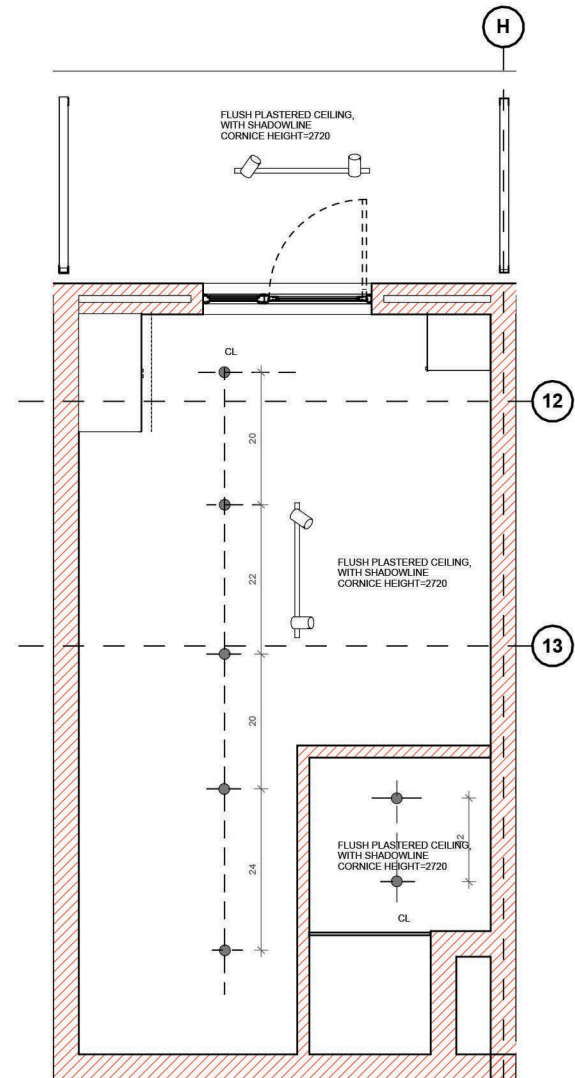 H
FLUSH PLASTERED CEILING,
WITH SHADOWLINE
CORNICE HEIGHT=2720
CL
12
20
22
FLUSH PLASTERED CEILING,
WITH SHADOWLINE
CORNICE HEIGHT=2720
13
20
24
FLUSH PLASTERED CEILING,
WITH SHADOWLINE
CORNICE HEIGHT=2720
12
CL